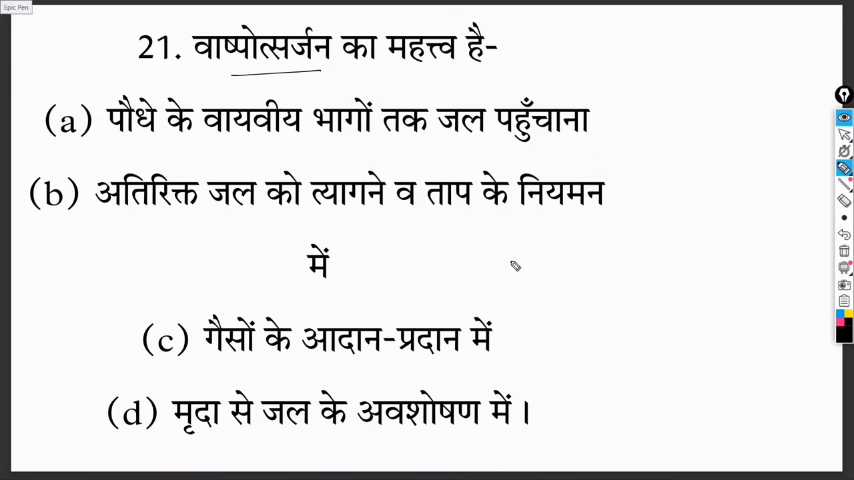 Epic Pen
21. वाष्पोत्सर्जन का महत्त्व है-
(a) पौधे के वायवीय भागों तक जल पहुँचाना
(b) अतिरिक्त जल को त्यागने व ताप के नियमन
में
(c) गैसों के आदान-प्रदान में
(d) मृदा से जल के अवशोषण में।